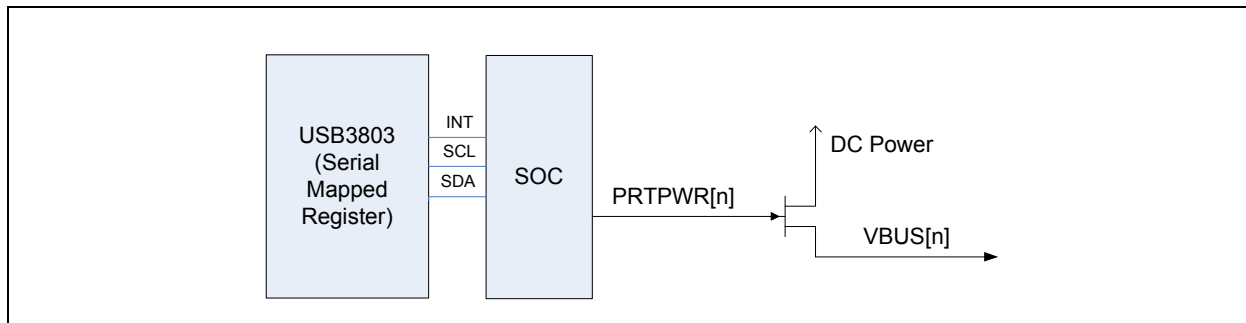 USB3803
(Serial
Mapped
Register)
INT
SCL
SDA
SOC
PRTPWR[n]
DC Power
VBUS[n]